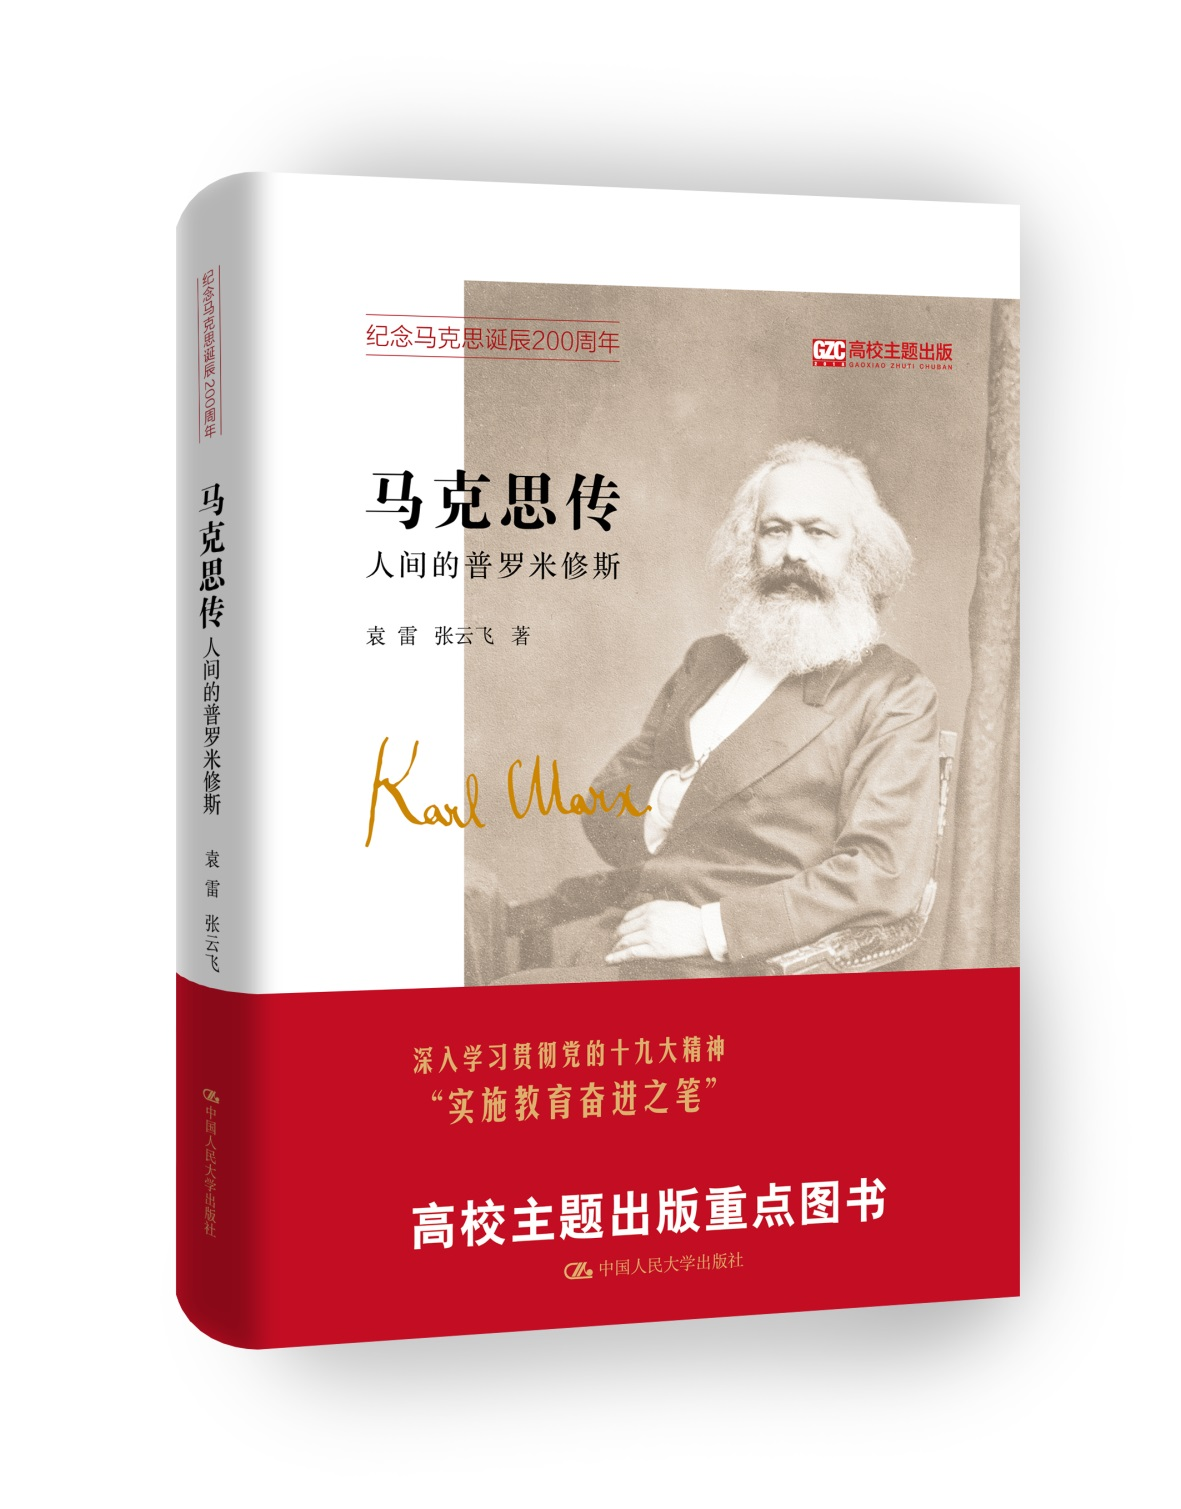 纪念马克思诞辰200周年
马克思传
人间的普罗米修斯
袁雷 张云飞
中国人民大学出版社
纪念马克思诞辰200周年
GZC 高校主题出版
GAOXIAO ZHUTI CHUBAN
马克思传
人间的普罗米修斯
袁雷 张云飞 著
Karl Marx
深入学习贯彻党的十九大精神
“实施教育奋进之笔”
高校主题出版重点图书
中国人民大学出版社